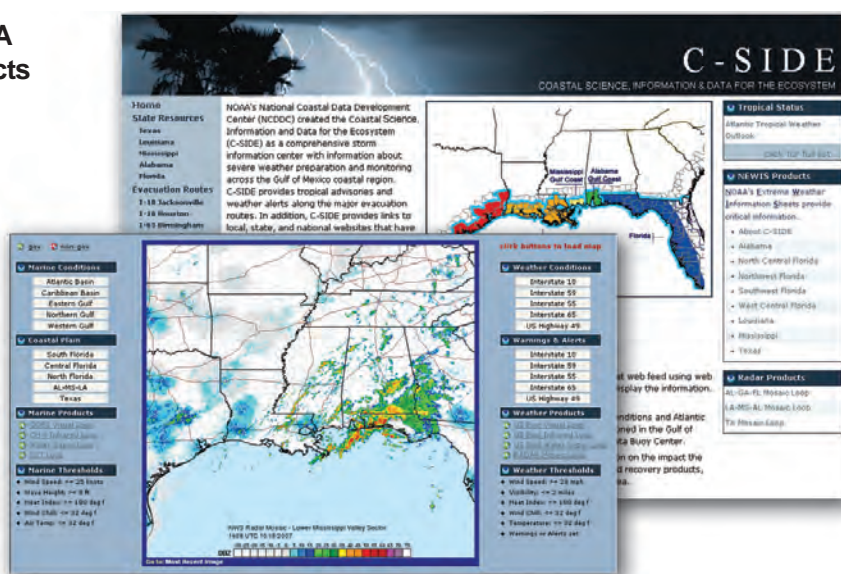 A
cts
C - SIDE
COASTAL SCIENCE, INFORMATION & DATA FOR THE ECOSYSTEM
Home
State Resources
Texas
Louisiana
Mississippi
Alabama
Florida
Evacuation Routes
I-10 Jacksonville
I-10 Houston
I-65 Birmingham
NOAA's National Coastal Data Development
Center (NCDDC) created the Coastal Science,
Information and Data for the Ecosystem
(C-SIDE) as a comprehensive storm
information center with information about
severe weather preparation and monitoring
across the Gulf of Mexico coastal region.
C-SIDE provides tropical advisories and
weather alerts along the major evacuation
routes. In addition, C-SIDE provides links to
local, state, and national websites that have
Mississippi
Gulf Coast
Alabama
Gulf Coast
Florida
Tropical Status
Atlantic Tropical Weather
Outlook
NEWIS Products
NOAA's Extreme Weather
Information Sheets provide
critical information..
About C-SIDE
Alabama
North Central Florida
Northwest Florida
Southwest Florida
West Central Florida
Louisiana
Mississippi
Texas
Radar Products
AL-GA-FL Mosaic Loop
LA-MS-AL Mosaic Loop
Tx Mosaic Loop
at web feed using web
display the information.
nditions and Atlantic
ned in the Gulf of
ta Buoy Center.
on on the impact the
d recovery products,
ea.
gov non-gov
click buttons to load map
Marine Conditions
Atlantic Basin
Caribbean Basin
Eastern Gulf
Northern Gulf
Western Gulf
Coastal Plain
South Florida
Central Florida
North Florida
AL-MS-LA
Texas
Marine Products
Marine Thresholds
Wind Speed: >= 25 knots
Wave Height: >= 8 ft
Heat Index: >= 100 deg f
Wind Chill: <= 32 deg f
Air Temp: <= 32 deg f
NWS Radar Mosaic - Lower Mississippi Valley Sector
DBZ
Go to: Most Recent Image
Weather Conditions
Interstate 10
Interstate 59
Interstate 55
Interstate 65
US Highway 49
Warnings & Alerts
Interstate 10
Interstate 59
Interstate 55
Interstate 65
US Highway 49
Weather Products
Weather Thresholds
Wind Speed: >= 25 mph
Visibility: <= 2 miles
Heat Index: >= 100 deg f
Wind Chill: <= 32 deg f
Temperature: <= 32 deg f
Warnings or Alerts set